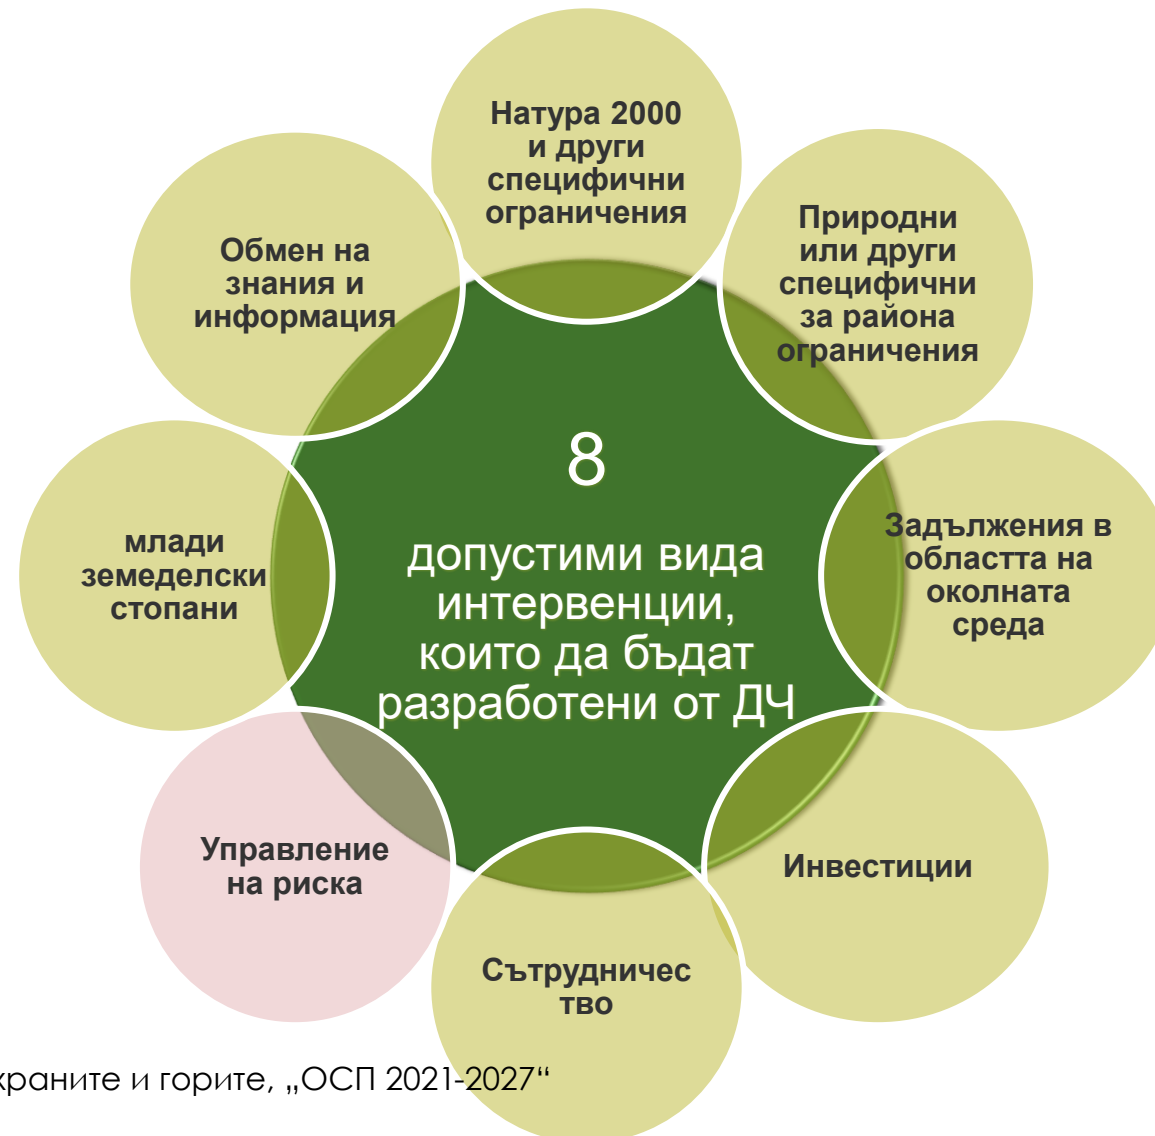 Натура 2000
и други
специфични
ограничения
Природни
или други
специфични
за района
ограничения
Задължения в
областта на
околната
среда
Инвестиции
Сътрудничес
тво
Управление
на риска
млади
земеделски
стопани
Обмен на
знания и
информация
8
допустими вида
интервенции,
които да бъдат
разработени от ДЧ
храните и горите, „ОСП 2021-2027“